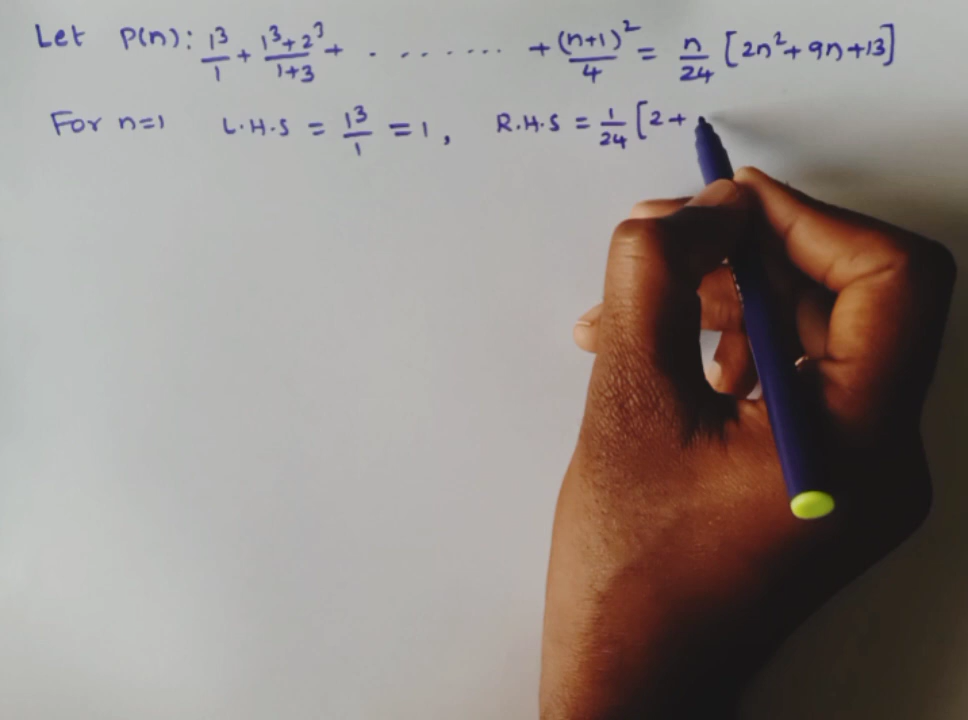 Let P(n): 1³/1 + (1³+2³)/(1+3) + . ......... + (n+1)²/4 = n/24 [2n²+9n+13]
For n=1 L.H.S = 1³/1 = 1, R.H.S = 1/24 [2+